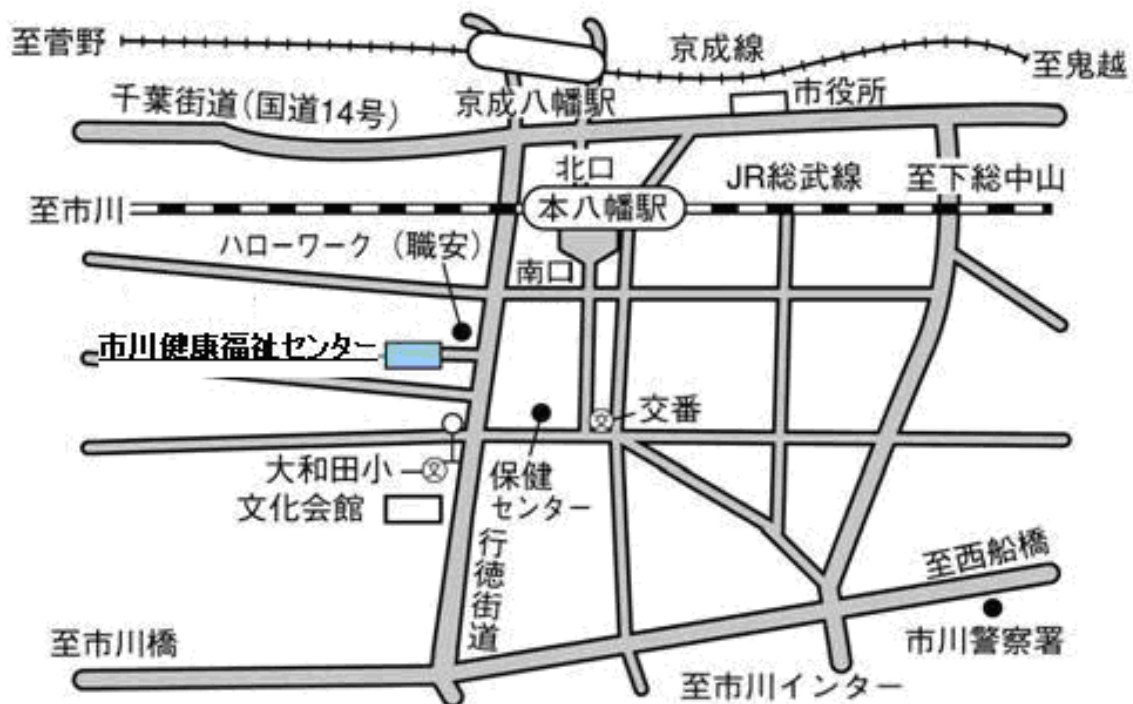 至菅野
京成線
至鬼越
千葉街道(国道14号)
京成八幡駅
市役所
北口
JR総武線
至下総中山
至市川
本八幡駅
ハローワーク(職安)
南口
市川健康福祉センター
交番
大和田小
保健
センター
文化会館
行徳街道
至西船橋
市川警察署
至市川橋
至市川インター